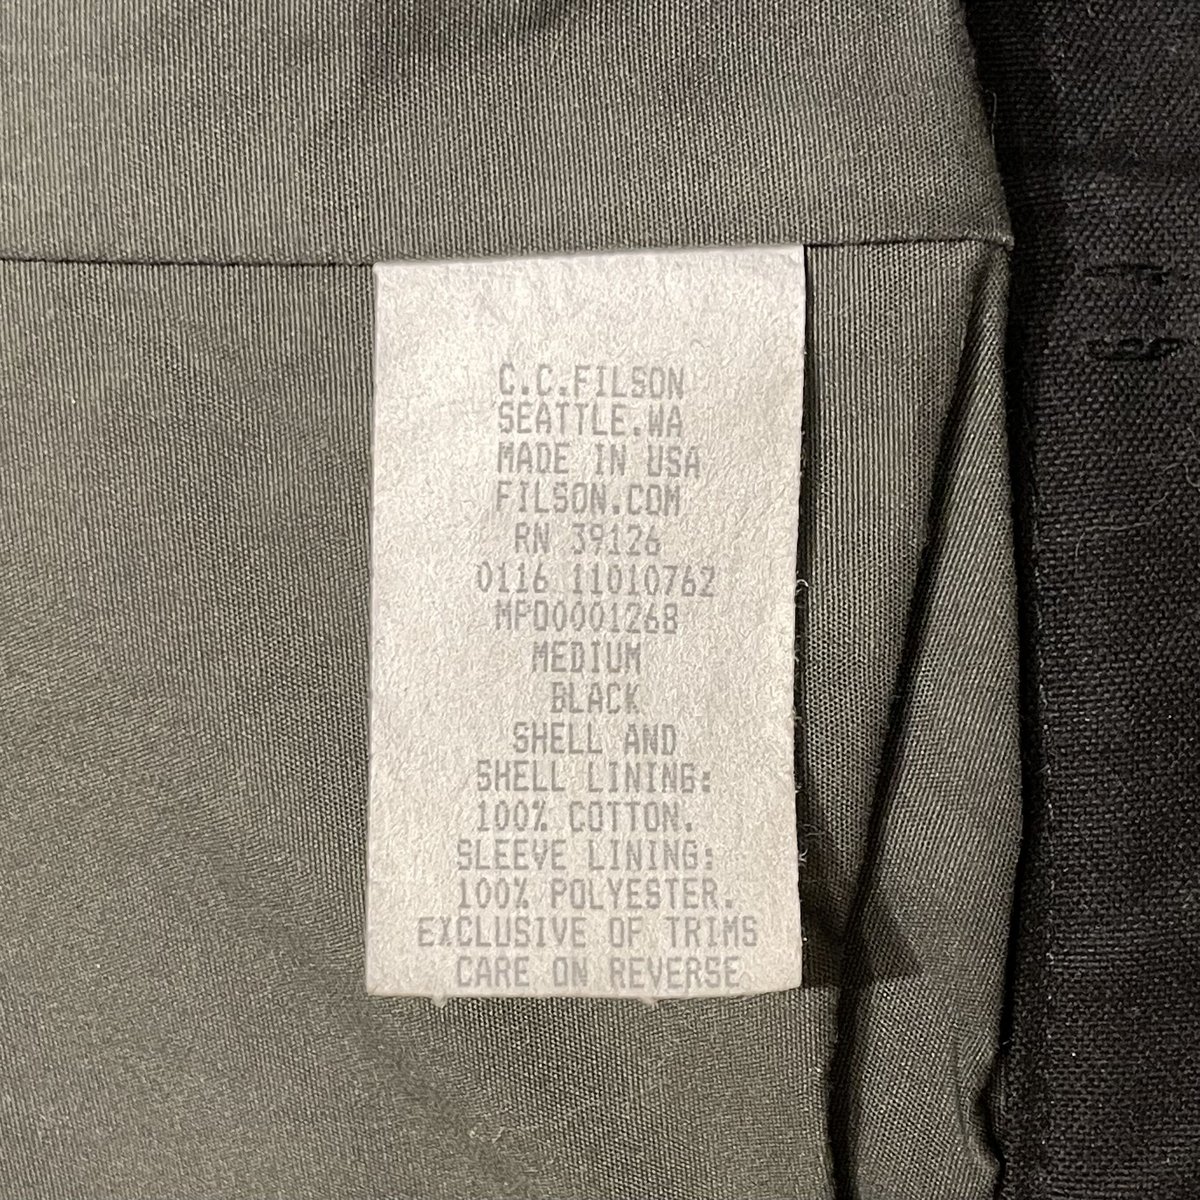 C.C.FILSON
SEATTLE.WA
MADE IN USA
FILSON.COM
RN 39126
0116 11010762
MPO0001268
MEDIUM
BLACK
SHELL AND
SHELL LINING:
100% COTTON.
SLEEVE LINING:
100% POLYESTER.
EXCLUSIVE OF TRIMS
CARE ON REVERSE